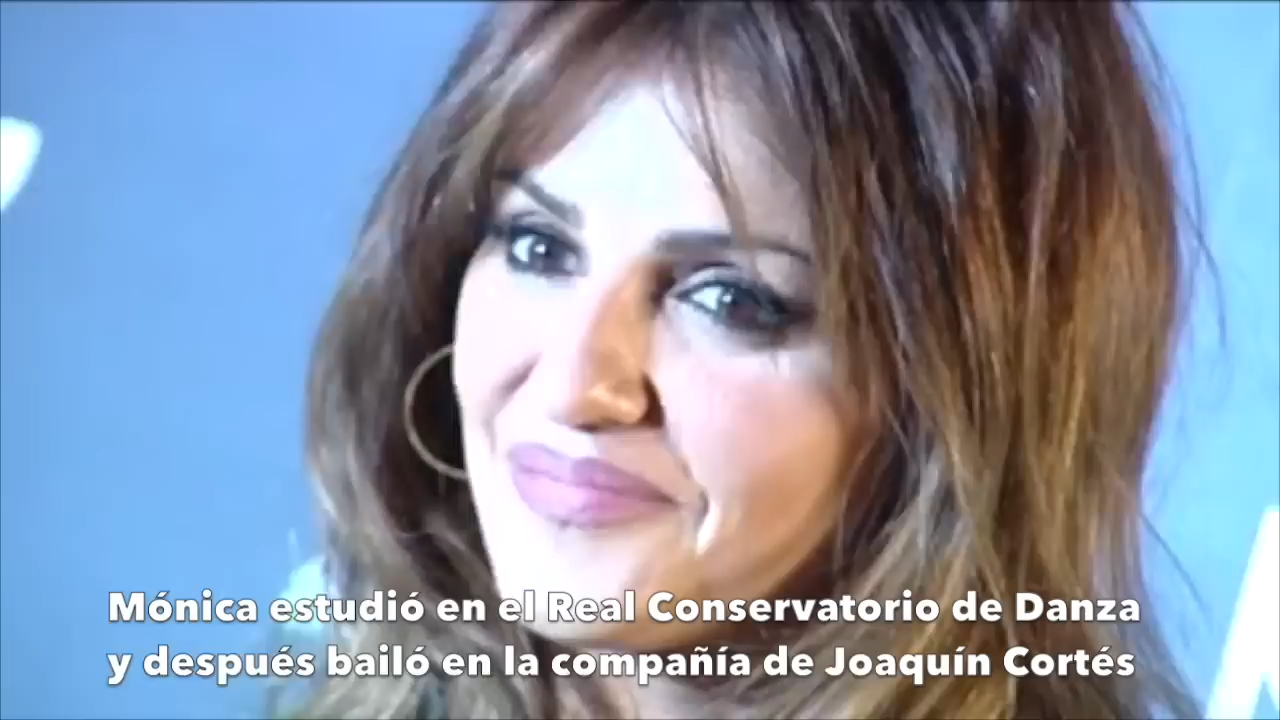 Mónica estudió en el Real Conservatorio de Danza
y después bailó en la compañía de Joaquín Cortés